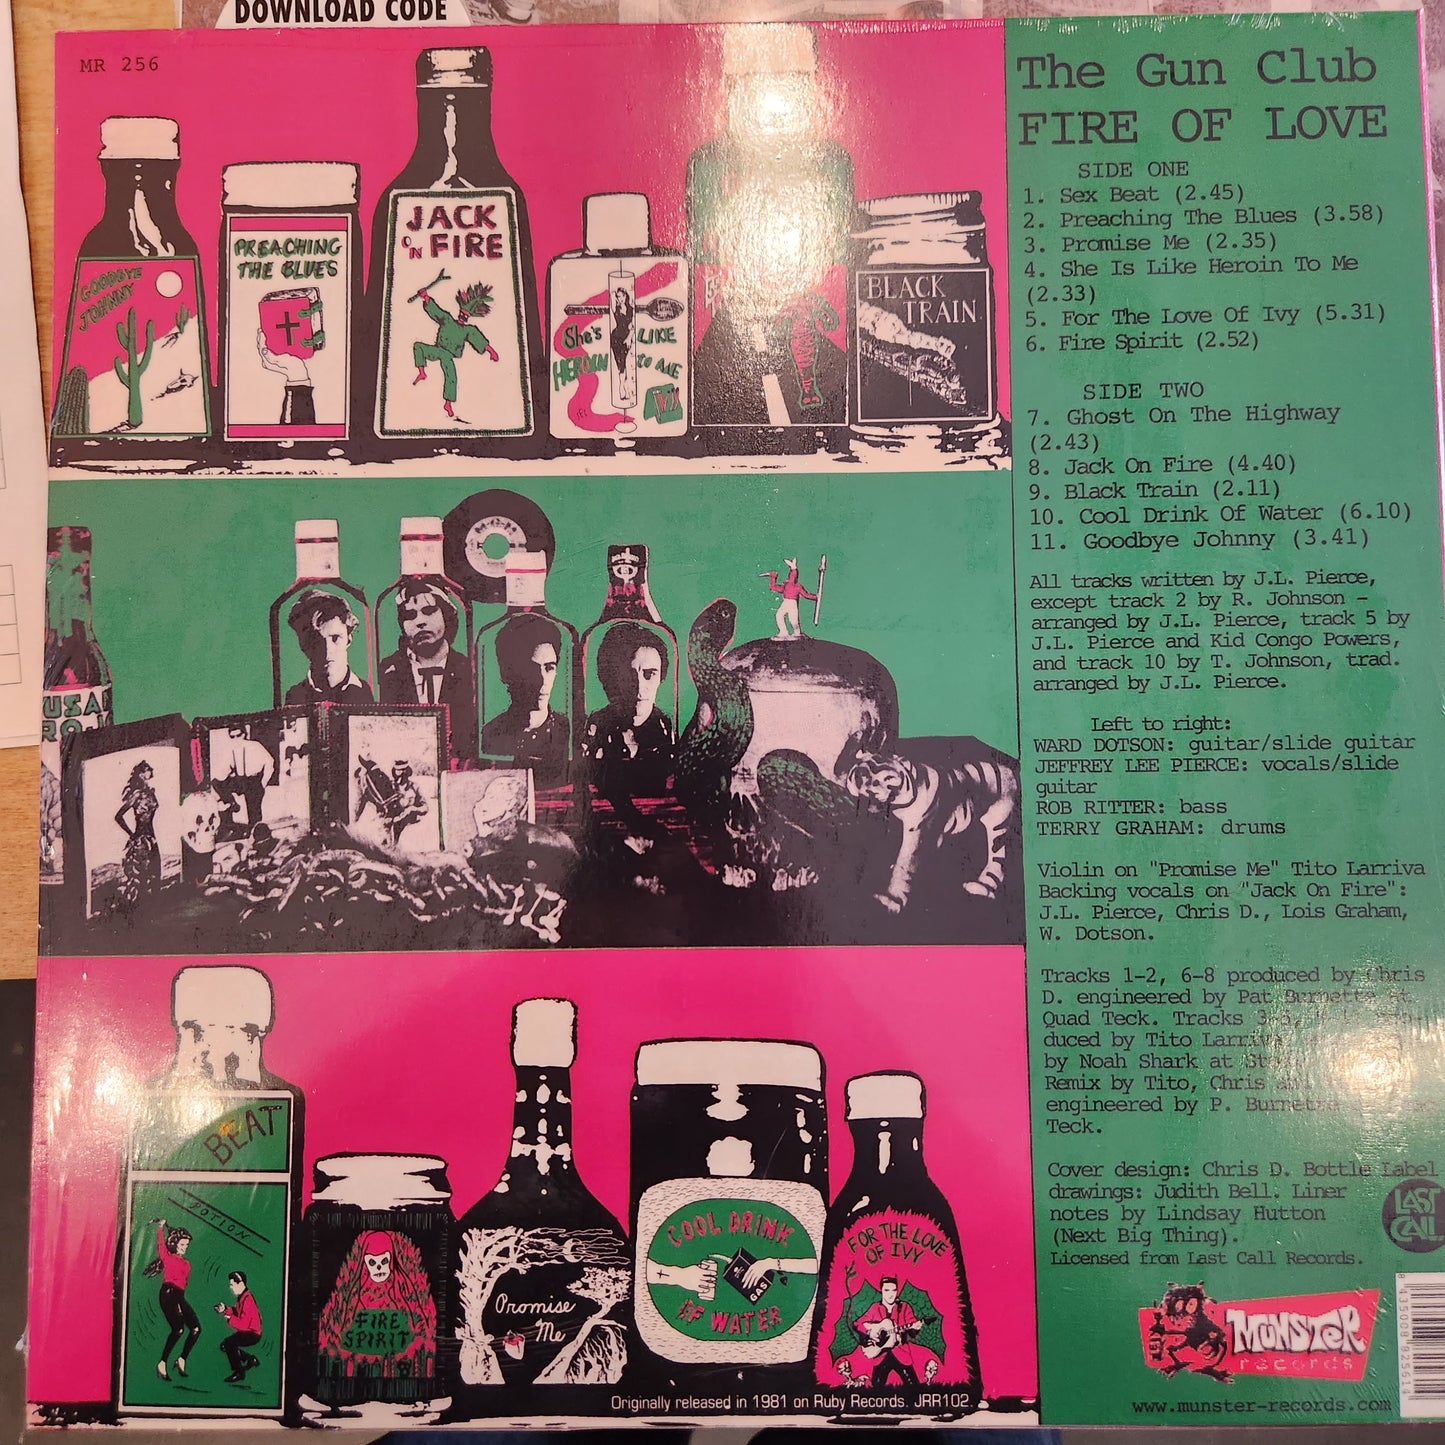 DOWNLOAD CODE
MR 256
GOODBYE
JOHNNY
PREACHING
THE BLUES
JACK
ON FIRE
She's LIKE
HEROIN to ME
BLACK
TRAIN
M-G-M
USA
BEAT
POTION
FIRE
SPIRIT
Promise
Me
COOL DRINK
OF WATER
GAS
FOR THE LOVE
OF IVY
Originally released in 1981 on Ruby Records. JRR102.
The Gun Club
FIRE OF LOVE
SIDE ONE
1. Sex Beat (2.45)
2. Preaching The Blues (3.58)
3. Promise Me (2.35)
4. She Is Like Heroin To Me
(2.33)
5. For The Love Of Ivy (5.31)
6. Fire Spirit (2.52)
SIDE TWO
7. Ghost On The Highway
(2.43)
8. Jack On Fire (4.40)
9. Black Train (2.11)
10. Cool Drink Of Water (6.10)
11. Goodbye Johnny (3.41)
All tracks written by J.L. Pierce,
except track 2 by R. Johnson -
arranged by J.L. Pierce, track 5 by
J.L. Pierce and Kid Congo Powers,
and track 10 by T. Johnson, trad.
arranged by J.L. Pierce.
Left to right:
WARD DOTSON: guitar/slide guitar
JEFFREY LEE PIERCE: vocals/slide
guitar
ROB RITTER: bass
TERRY GRAHAM: drums
Violin on "Promise Me" Tito Larriva
Backing vocals on "Jack On Fire":
J.L. Pierce, Chris D., Lois Graham,
W. Dotson.
Tracks 1-2, 6-8 produced by Chris
D. engineered by Pat Burnette at
Quad Teck. Tracks 3-5,
duced by Tito Larriva,
by Noah Shark at
Remix by Tito, Chris
engineered by P. Burnette
Teck.
Cover design: Chris D. Bottle Label
drawings: Judith Bell. Liner
notes by Lindsay Hutton
(Next Big Thing).
Licensed from Last Call Records.
LAST
CALL
MUNSTER
records
www.munster-records.com